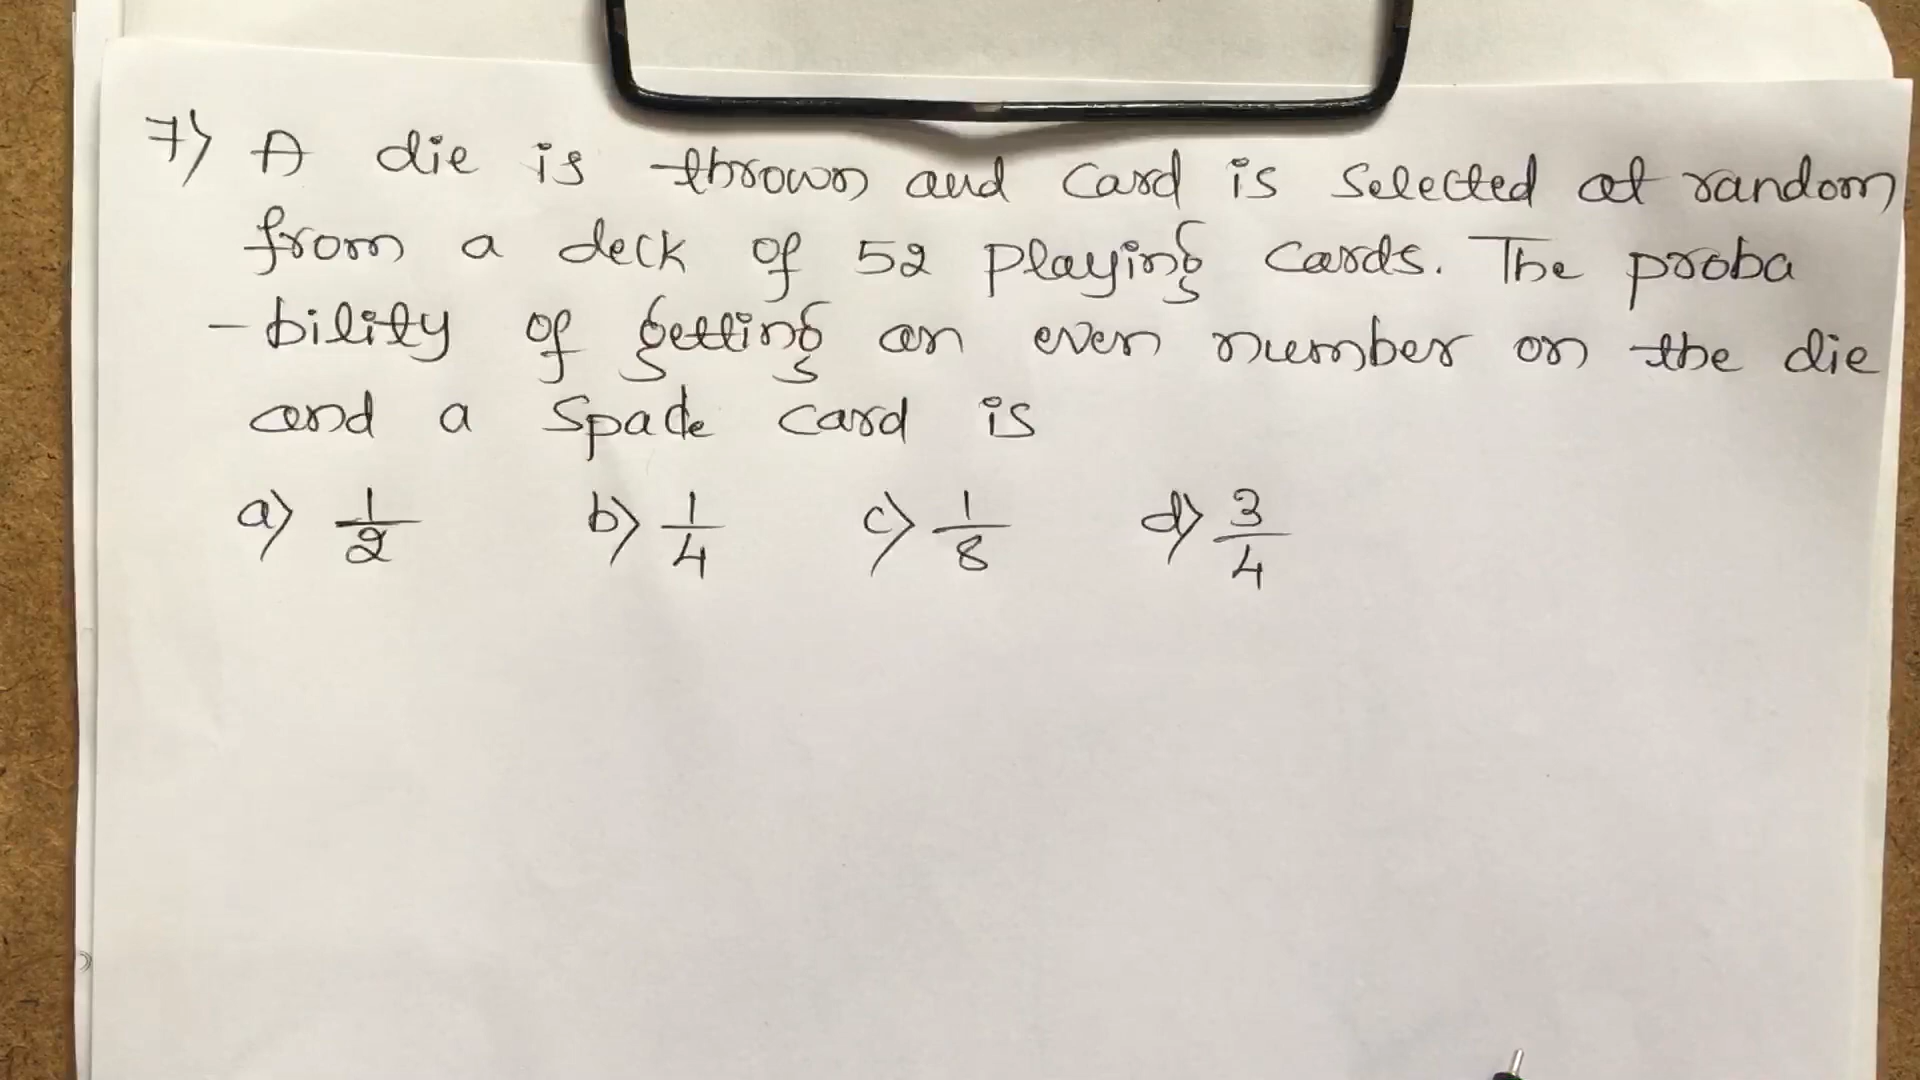 7) A die is thrown and card is selected at random
from a deck of 52 playing cards. The proba
-bility of getting an even number on the die
and a spade card is
a) 1/2 b) 1/4 c) 1/8 d) 3/4